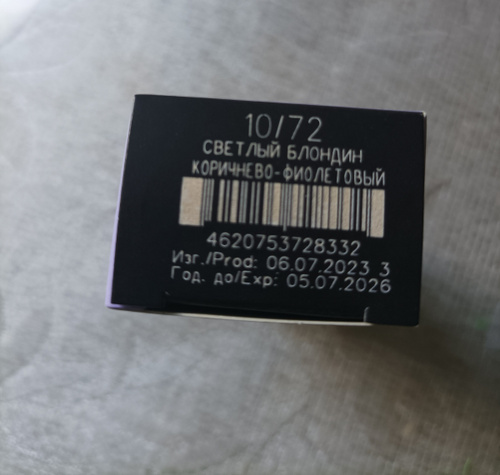 10/72
СВЕТЛЫЙ БЛОНДИН
КОРИЧНЕВО-ФИОЛЕТОВЫЙ
4620753728332
Изг./Prod: 06.07.2023 3
Год. до/Exp: 05.07.2026